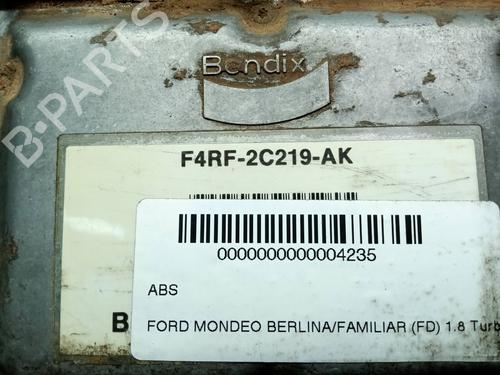 Bendix
B-PARTS
F4RF-2C219-AK
0000000000004235
ABS
B
FORD MONDEO BERLINA/FAMILIAR (FD) 1.8 Turb